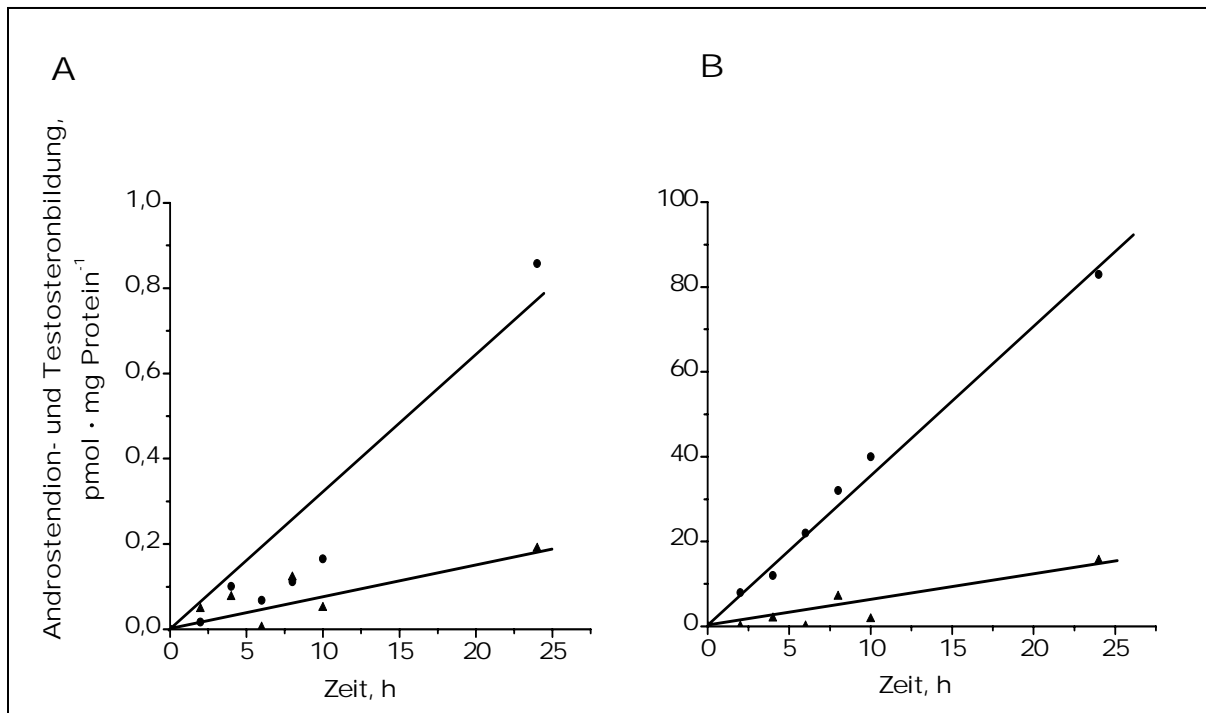 A
B
Androstendion- und Testosteronbildung,
pmol • mg Protein⁻¹
1,0
0,8
0,6
0,4
0,2
0,0
0 5 10 15 20 25
Zeit, h
100
80
60
40
20
0
0 5 10 15 20 25
Zeit, h